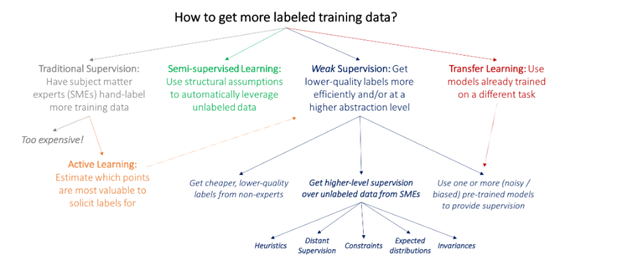 How to get more labeled training data?
Traditional Supervision:
Have subject matter
experts (SMEs) hand-label
more training data
Semi-supervised Learning:
Use structural assumptions
to automatically leverage
unlabeled data
Weak Supervision: Get
lower-quality labels more
efficiently and/or at a
higher abstraction level
Transfer Learning: Use
models already trained
on a different task
Too expensive!
Active Learning:
Estimate which points
are most valuable to
solicit labels for
Get cheaper, lower-quality
labels from non-experts
Get higher-level supervision
over unlabeled data from SMEs
Use one or more (noisy /
biased) pre-trained models
to provide supervision
Heuristics
Distant
Supervision
Constraints
Expected
distributions
Invariances